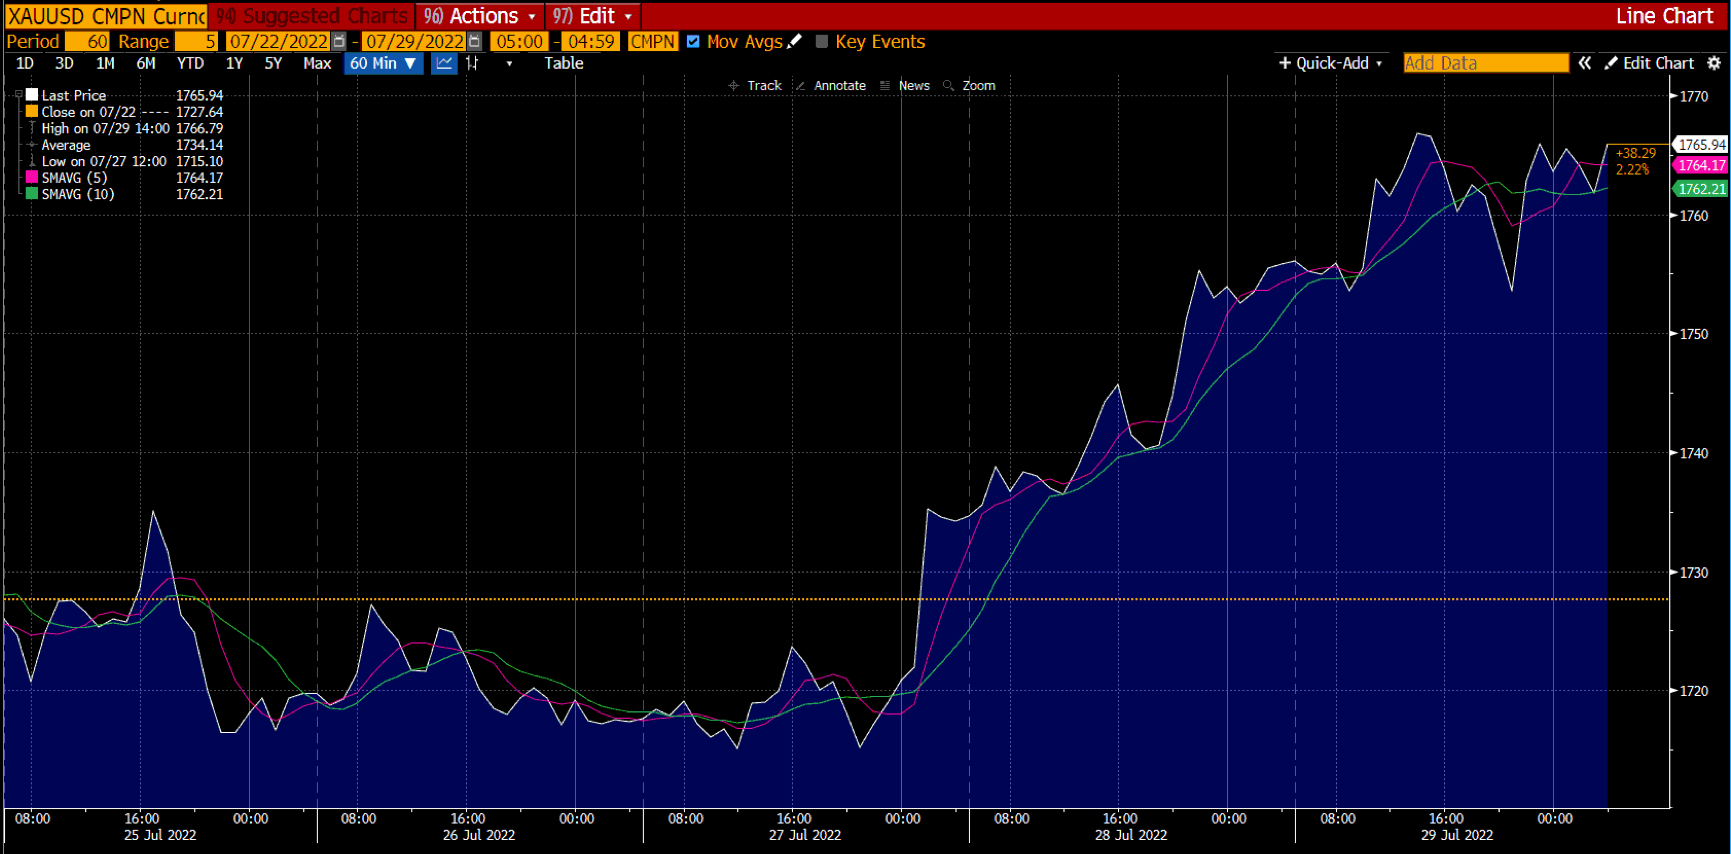 XAUUSD CMPN Curnc 94) Suggested Charts 96) Actions 97) Edit Line Chart
Period 60 Range 5 07/22/2022 - 07/29/2022 05:00 - 04:59 CMPN Mov Avgs Key Events
1D 3D 1M 6M YTD 1Y 5Y Max 60 Min ▼ Table + Quick-Add Add Data « Edit Chart
Track Annotate News Zoom
Last Price 1765.94
Close on 07/22 ---- 1727.64
High on 07/29 14:00 1766.79
Average 1734.14
Low on 07/27 12:00 1715.10
SMAVG (5) 1764.17
SMAVG (10) 1762.21
1770
1765.94
+38.29
2.22%
1764.17
1762.21
1760
1750
1740
1730
1720
08:00 16:00 00:00 08:00 16:00 00:00 08:00 16:00 00:00 08:00 16:00 00:00 08:00 16:00 00:00
25 Jul 2022 26 Jul 2022 27 Jul 2022 28 Jul 2022 29 Jul 2022